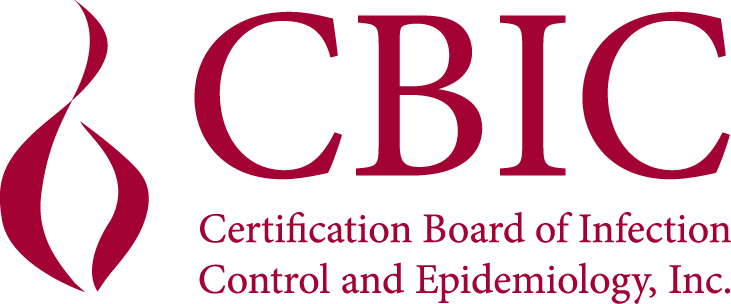 CBIC
Certification Board of Infection
Control and Epidemiology, Inc.